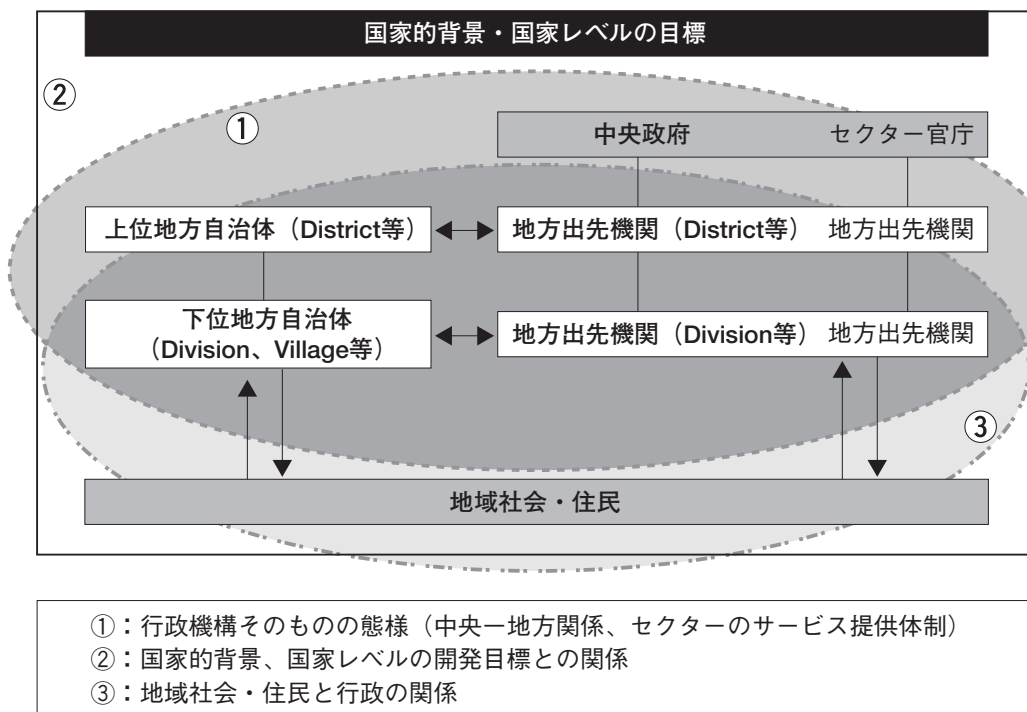 国家的背景・国家レベルの目標
②
①
中央政府 セクター官庁
上位地方自治体（District等） 地方出先機関（District等） 地方出先機関
下位地方自治体
（Division、Village等） 地方出先機関（Division等） 地方出先機関
③
地域社会・住民
①：行政機構そのものの態様（中央ー地方関係、セクターのサービス提供体制）
②：国家的背景、国家レベルの開発目標との関係
③：地域社会・住民と行政の関係